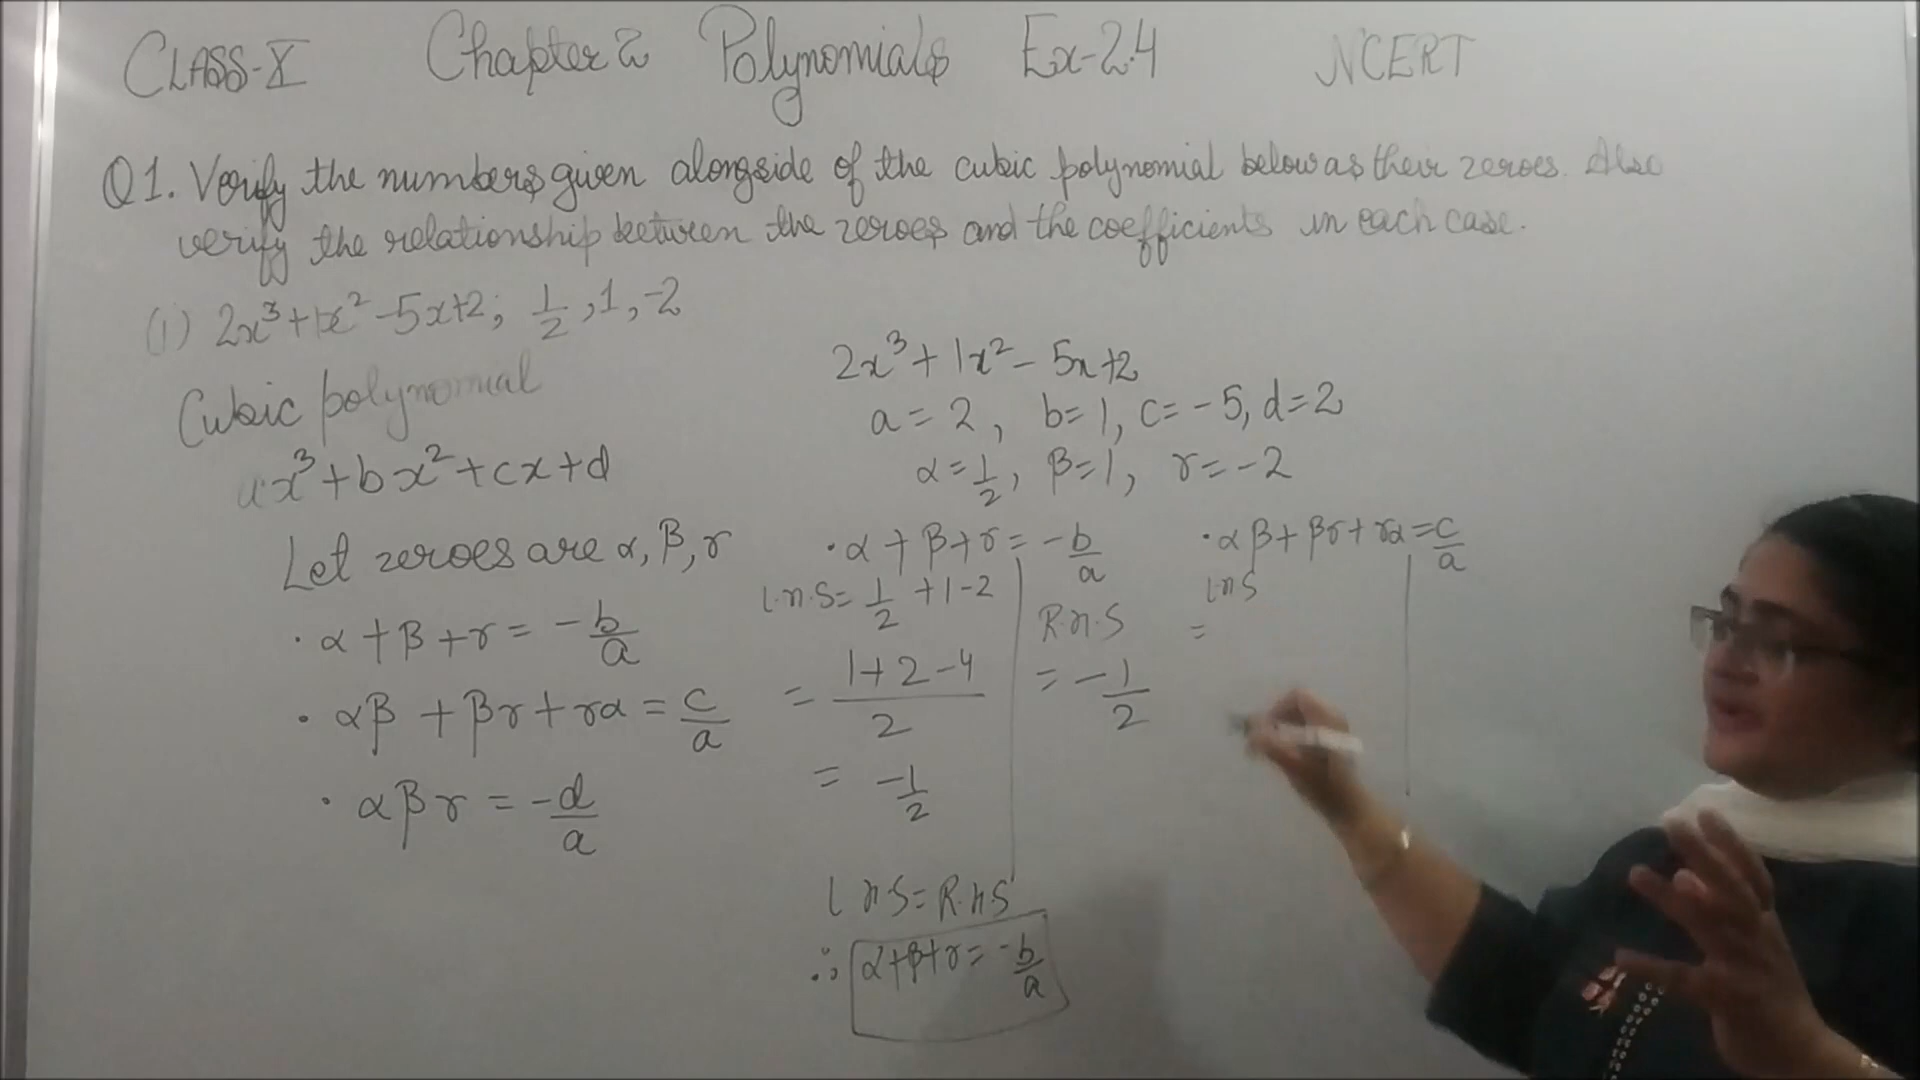 CLASS-X Chapter 2 Polynomials Ex-2.4 NCERT
Q1. Verify the numbers given alongside of the cubic polynomial below as their zeroes. Also
verify the relationship between the zeroes and the coefficients in each case.
(i) 2x³+1x²-5x+2; 1/2, 1, -2
Cubic polynomial
ax³+bx²+cx+d
Let zeroes are α, β, r
· α+β+r = -b/a
· αβ+βr+rα = c/a
· αβr = -d/a
2x³+1x²-5x+2
a=2, b=1, c=-5, d=2
α=1/2, β=1, r=-2
· α+β+r = -b/a
L.H.S = 1/2 +1-2
= 1+2-4/2
= -1/2
R.H.S
= -1/2
L H.S = R.H.S
∴ α+β+r = -b/a
· αβ+βr+rα = c/a
L.H.S
=